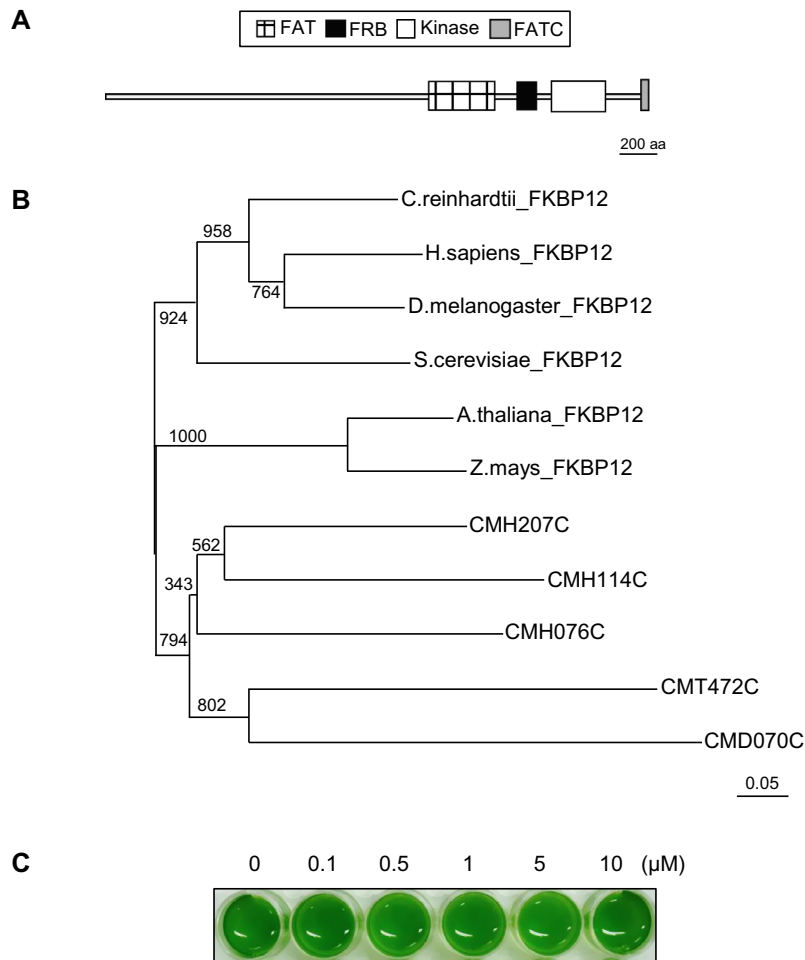 A
FAT FRB Kinase FATC
200 aa
B
C.reinhardtii_FKBP12
958
H.sapiens_FKBP12
764
D.melanogaster_FKBP12
924
S.cerevisiae_FKBP12
A.thaliana_FKBP12
1000
Z.mays_FKBP12
CMH207C
562
CMH114C
343
CMH076C
794
CMT472C
802
CMD070C
0.05
C
0 0.1 0.5 1 5 10 (µM)